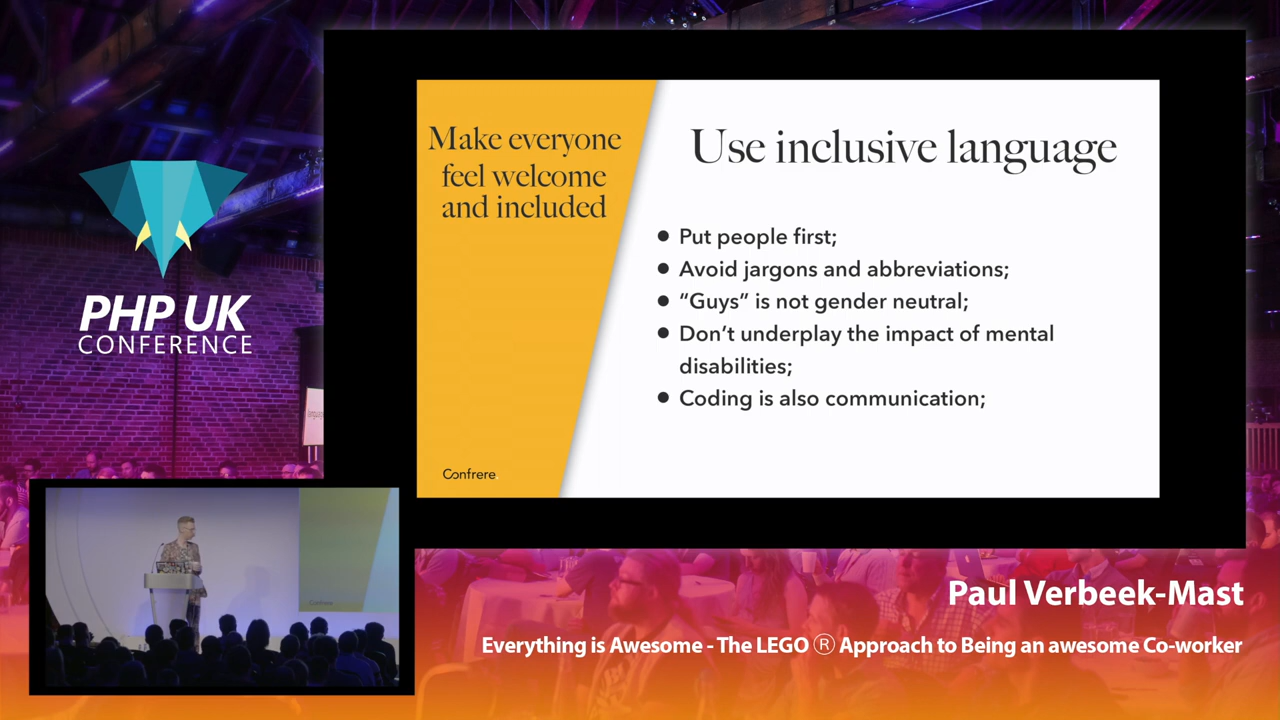 PHP UK
CONFERENCE
Make everyone
feel welcome
and included
Confrere
Use inclusive language
● Put people first;
● Avoid jargons and abbreviations;
● “Guys” is not gender neutral;
● Don’t underplay the impact of mental
disabilities;
● Coding is also communication;
Paul Verbeek-Mast
Everything is Awesome - The LEGO Ⓡ Approach to Being an awesome Co-worker